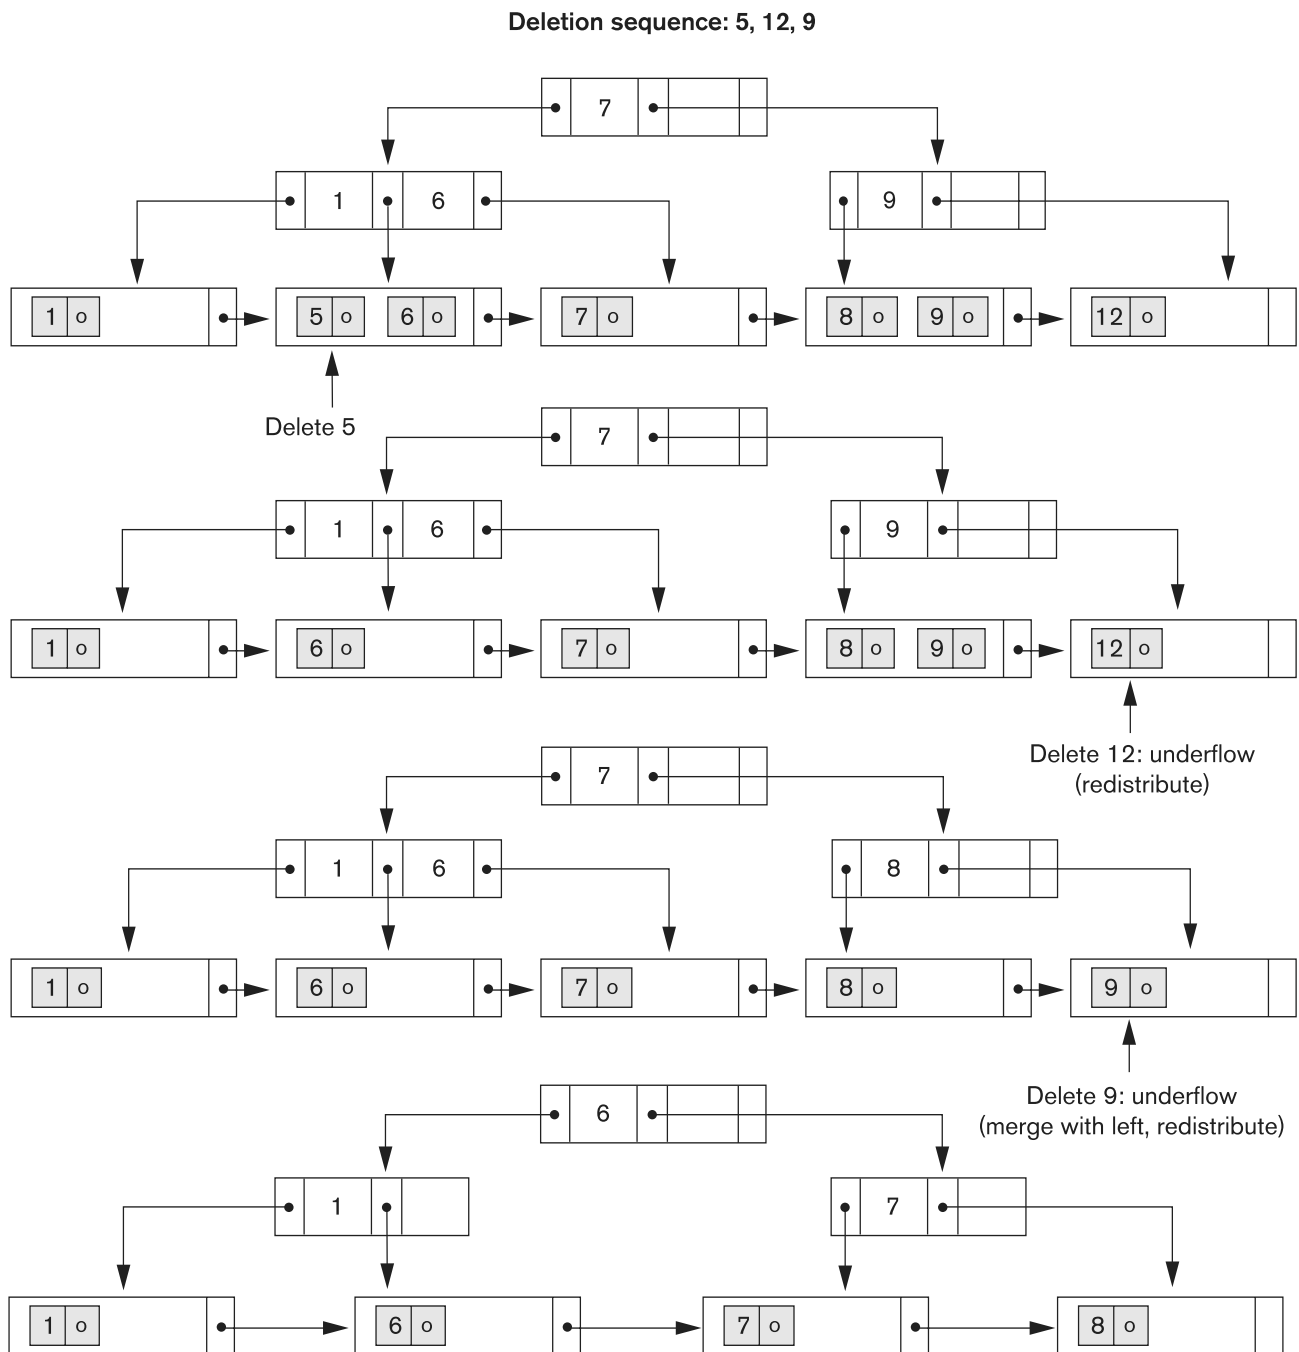 Deletion sequence: 5, 12, 9
7
1 6 9
1 o 5 o 6 o 7 o 8 o 9 o 12 o
Delete 5
7
1 6 9
1 o 6 o 7 o 8 o 9 o 12 o
Delete 12: underflow
(redistribute)
7
1 6 8
1 o 6 o 7 o 8 o 9 o
Delete 9: underflow
(merge with left, redistribute)
6
1 7
1 o 6 o 7 o 8 o